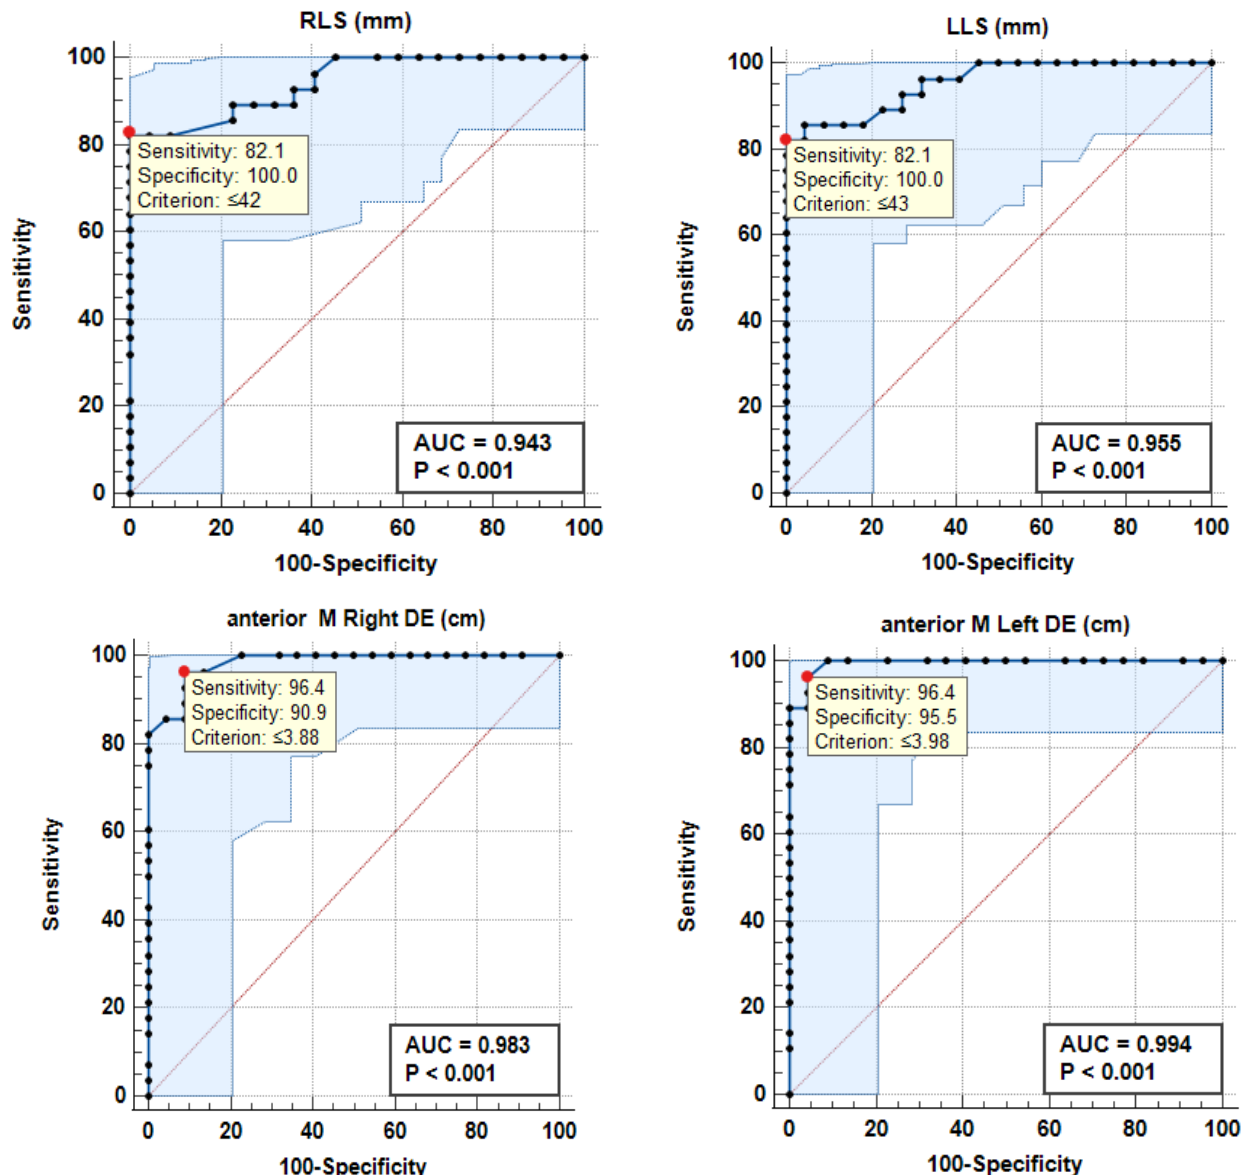 RLS (mm)
100
80
60
40
20
0
Sensitivity
Sensitivity: 82.1
Specificity: 100.0
Criterion: ≤42
AUC = 0.943
P < 0.001
0 20 40 60 80 100
100-Specificity
LLS (mm)
100
80
60
40
20
0
Sensitivity
Sensitivity: 82.1
Specificity: 100.0
Criterion: ≤43
AUC = 0.955
P < 0.001
0 20 40 60 80 100
100-Specificity
anterior M Right DE (cm)
100
80
60
40
20
0
Sensitivity
Sensitivity: 96.4
Specificity: 90.9
Criterion: ≤3.88
AUC = 0.983
P < 0.001
0 20 40 60 80 100
100-Specificity
anterior M Left DE (cm)
100
80
60
40
20
0
Sensitivity
Sensitivity: 96.4
Specificity: 95.5
Criterion: ≤3.98
AUC = 0.994
P < 0.001
0 20 40 60 80 100
100-Specificity